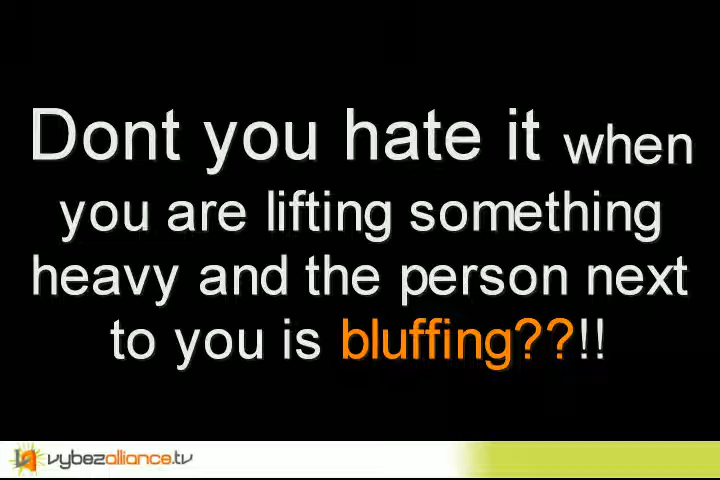 Dont you hate it when
you are lifting something
heavy and the person next
to you is bluffing??!!
vybezalliance.tv